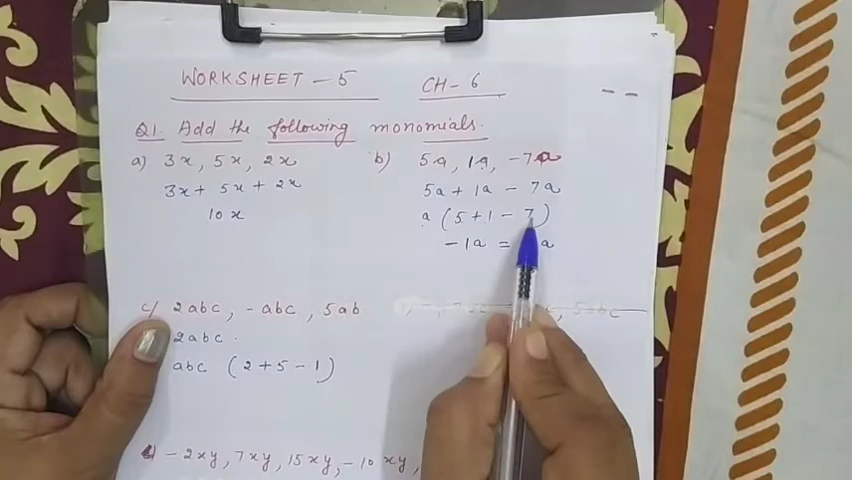 WORKSHEET - 5 CH- 6
Q1. Add the following monomials.
a) 3x, 5x, 2x
3x + 5x + 2x
10x
b) 5a, 1a, -7a
5a + 1a - 7a
a (5 + 1 - 7)
-1a = a
c) 2abc, -abc, 5ab
2abc.
abc (2 + 5 - 1)
-2xy, 7xy, 15xy, -10xy,